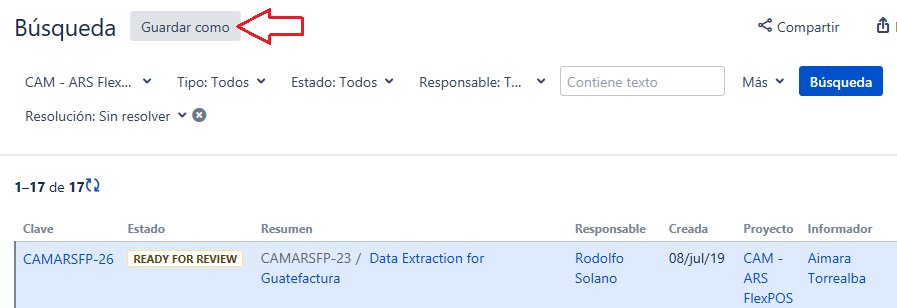 Búsqueda Guardar como Compartir
CAM - ARS Flex... Tipo: Todos Estado: Todos Responsable: T... Contiene texto Más Búsqueda
Resolución: Sin resolver
1–17 de 17
Clave Estado Resumen Responsable Creada Proyecto Informador
CAMARSFP-26 READY FOR REVIEW CAMARSFP-23 / Data Extraction for Rodolfo 08/jul/19 CAM - Aimara
Guatefactura Solano ARS Torrealba
FlexPOS